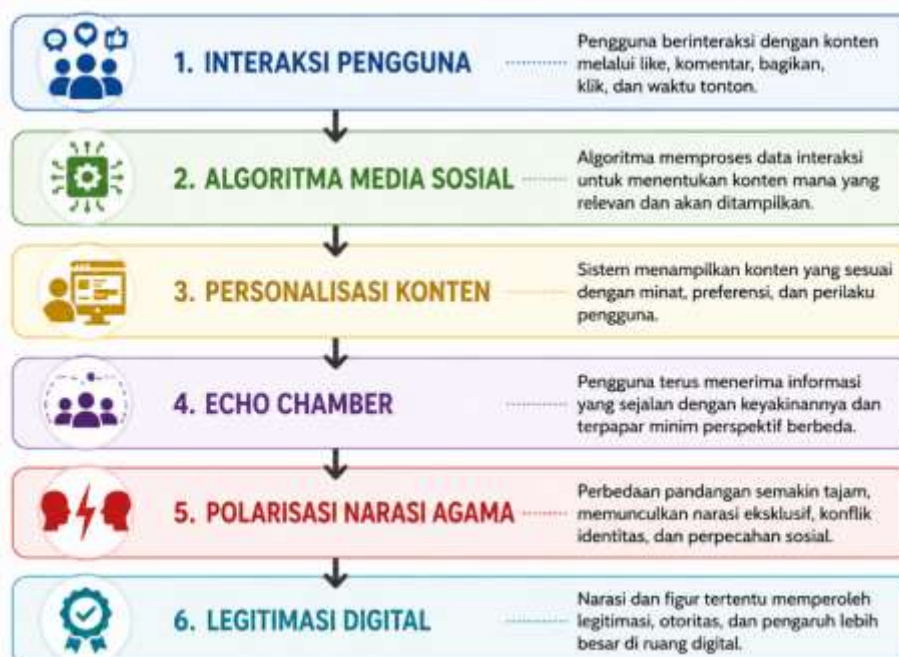 1. INTERAKSI PENGGUNA
Pengguna berinteraksi dengan konten
melalui like, komentar, bagikan,
klik, dan waktu tonton.
2. ALGORITMA MEDIA SOSIAL
Algoritma memproses data interaksi
untuk menentukan konten mana yang
relevan dan akan ditampilkan.
3. PERSONALISASI KONTEN
Sistem menampilkan konten yang sesuai
dengan minat, preferensi, dan perilaku
pengguna.
4. ECHO CHAMBER
Pengguna terus menerima informasi
yang sejalan dengan keyakinannya dan
terpapar minim perspektif berbeda.
5. POLARISASI NARASI AGAMA
Perbedaan pandangan semakin tajam,
memunculkan narasi eksklusif, konflik
identitas, dan perpecahan sosial.
6. LEGITIMASI DIGITAL
Narasi dan figur tertentu memperoleh
legitimasi, otoritas, dan pengaruh lebih
besar di ruang digital.